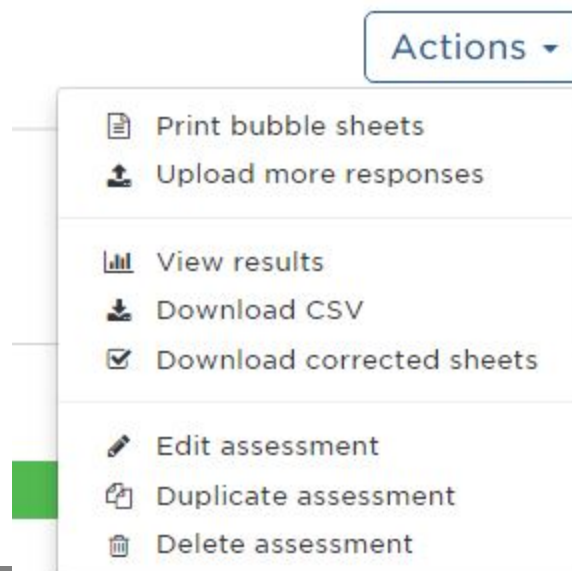 Actions
Print bubble sheets
Upload more responses
View results
Download CSV
Download corrected sheets
Edit assessment
Duplicate assessment
Delete assessment